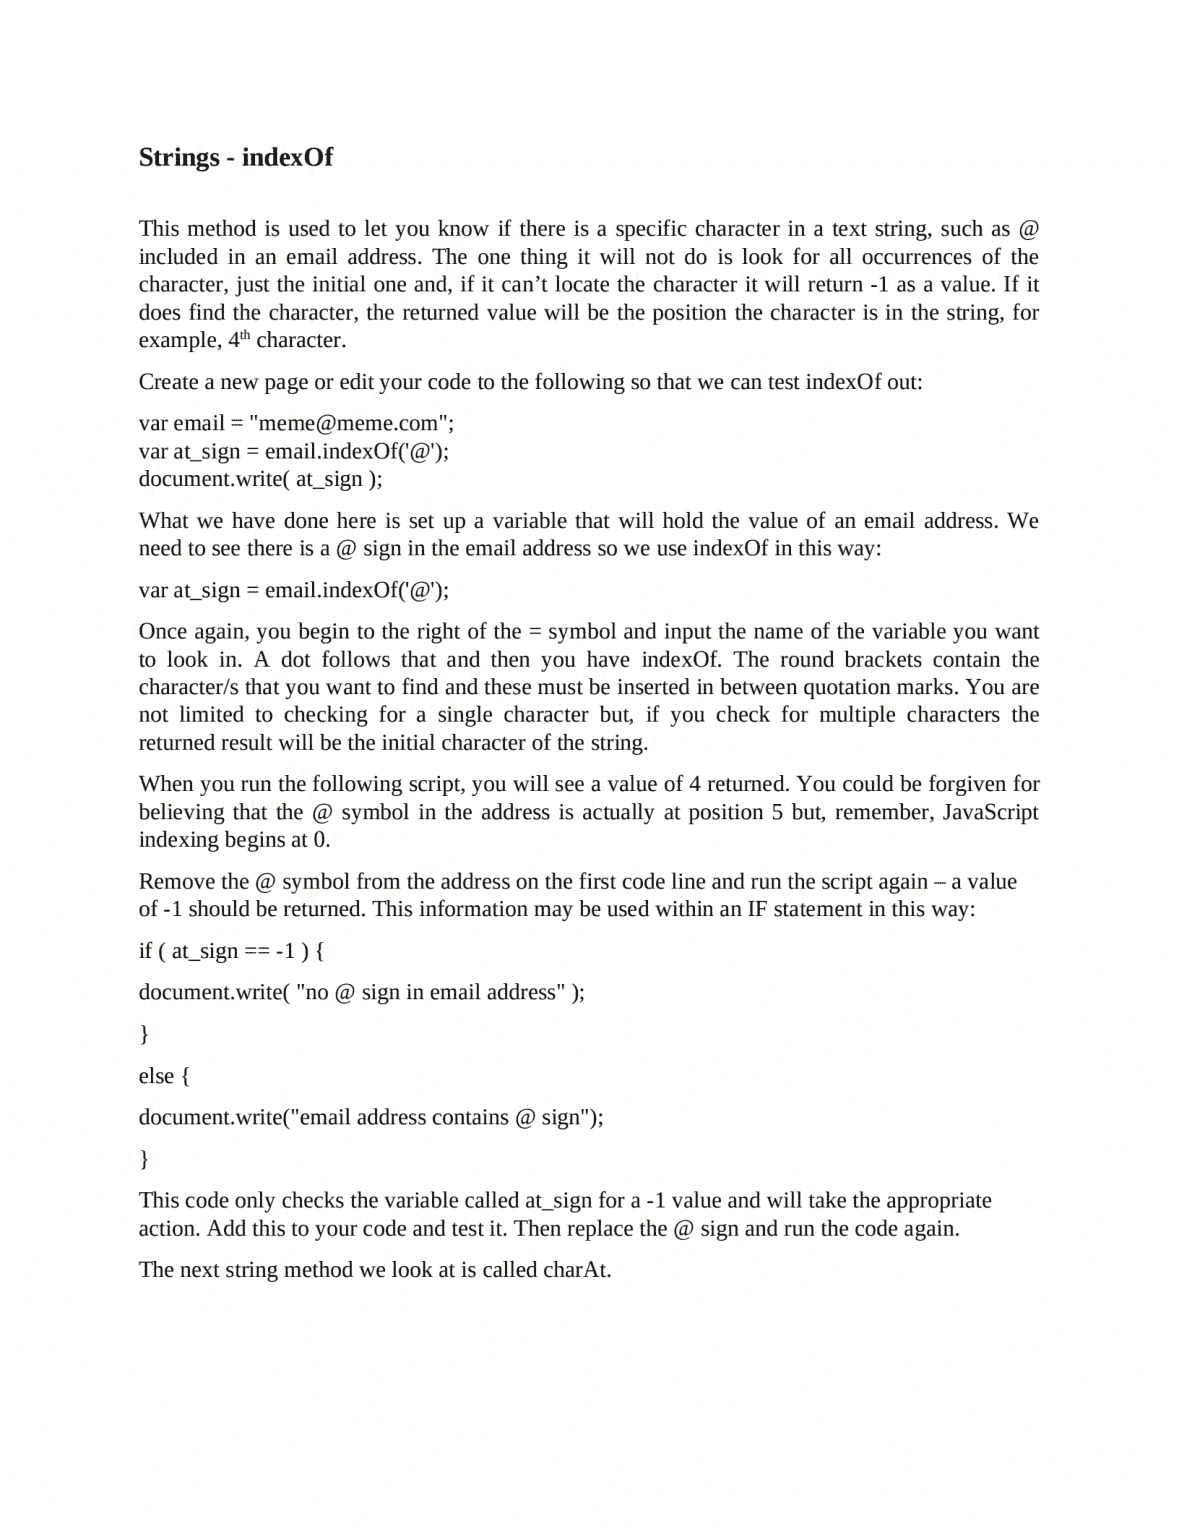 Strings - indexOf
This method is used to let you know if there is a specific character in a text string, such as @
included in an email address. The one thing it will not do is look for all occurrences of the
character, just the initial one and, if it can’t locate the character it will return -1 as a value. If it
does find the character, the returned value will be the position the character is in the string, for
example, 4th character.
Create a new page or edit your code to the following so that we can test indexOf out:
var email = "meme@meme.com";
var at_sign = email.indexOf('@');
document.write( at_sign );
What we have done here is set up a variable that will hold the value of an email address. We
need to see there is a @ sign in the email address so we use indexOf in this way:
var at_sign = email.indexOf('@');
Once again, you begin to the right of the = symbol and input the name of the variable you want
to look in. A dot follows that and then you have indexOf. The round brackets contain the
character/s that you want to find and these must be inserted in between quotation marks. You are
not limited to checking for a single character but, if you check for multiple characters the
returned result will be the initial character of the string.
When you run the following script, you will see a value of 4 returned. You could be forgiven for
believing that the @ symbol in the address is actually at position 5 but, remember, JavaScript
indexing begins at 0.
Remove the @ symbol from the address on the first code line and run the script again – a value
of -1 should be returned. This information may be used within an IF statement in this way:
if ( at_sign == -1 ) {
document.write( "no @ sign in email address" );
}
else {
document.write("email address contains @ sign");
}
This code only checks the variable called at_sign for a -1 value and will take the appropriate
action. Add this to your code and test it. Then replace the @ sign and run the code again.
The next string method we look at is called charAt.